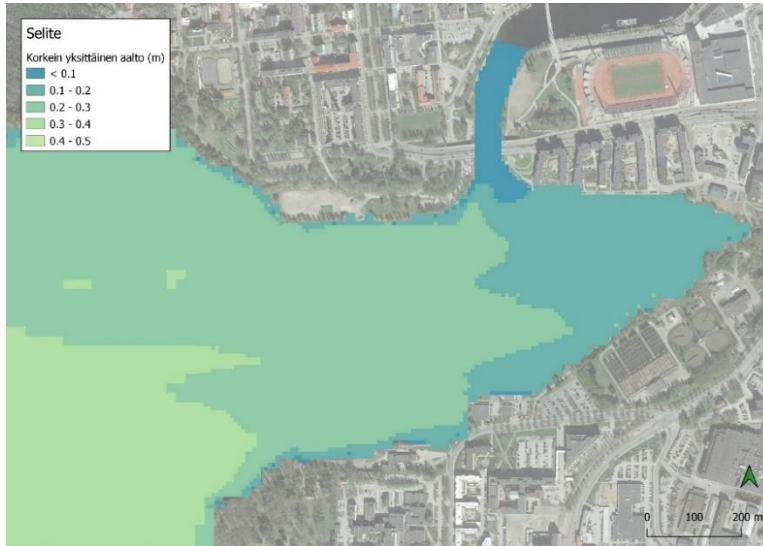 Selite
Korkein yksittäinen aalto (m)
< 0.1
0.1 - 0.2
0.2 - 0.3
0.3 - 0.4
0.4 - 0.5
0 100 200 m